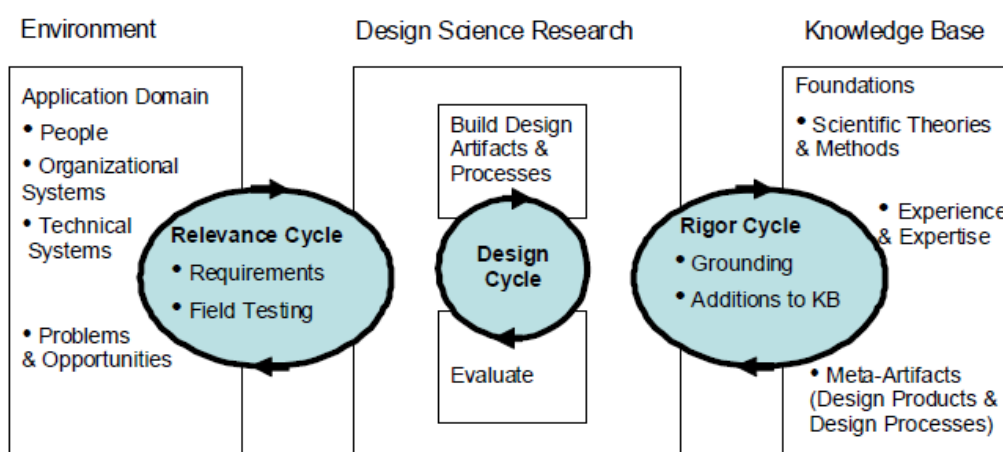 Environment
Design Science Research
Knowledge Base
Application Domain
• People
• Organizational
Systems
• Technical
Systems
• Problems
& Opportunities
Relevance Cycle
• Requirements
• Field Testing
Build Design
Artifacts &
Processes
Design
Cycle
Evaluate
Rigor Cycle
• Grounding
• Additions to KB
Foundations
• Scientific Theories
& Methods
• Experience
& Expertise
• Meta-Artifacts
(Design Products &
Design Processes)